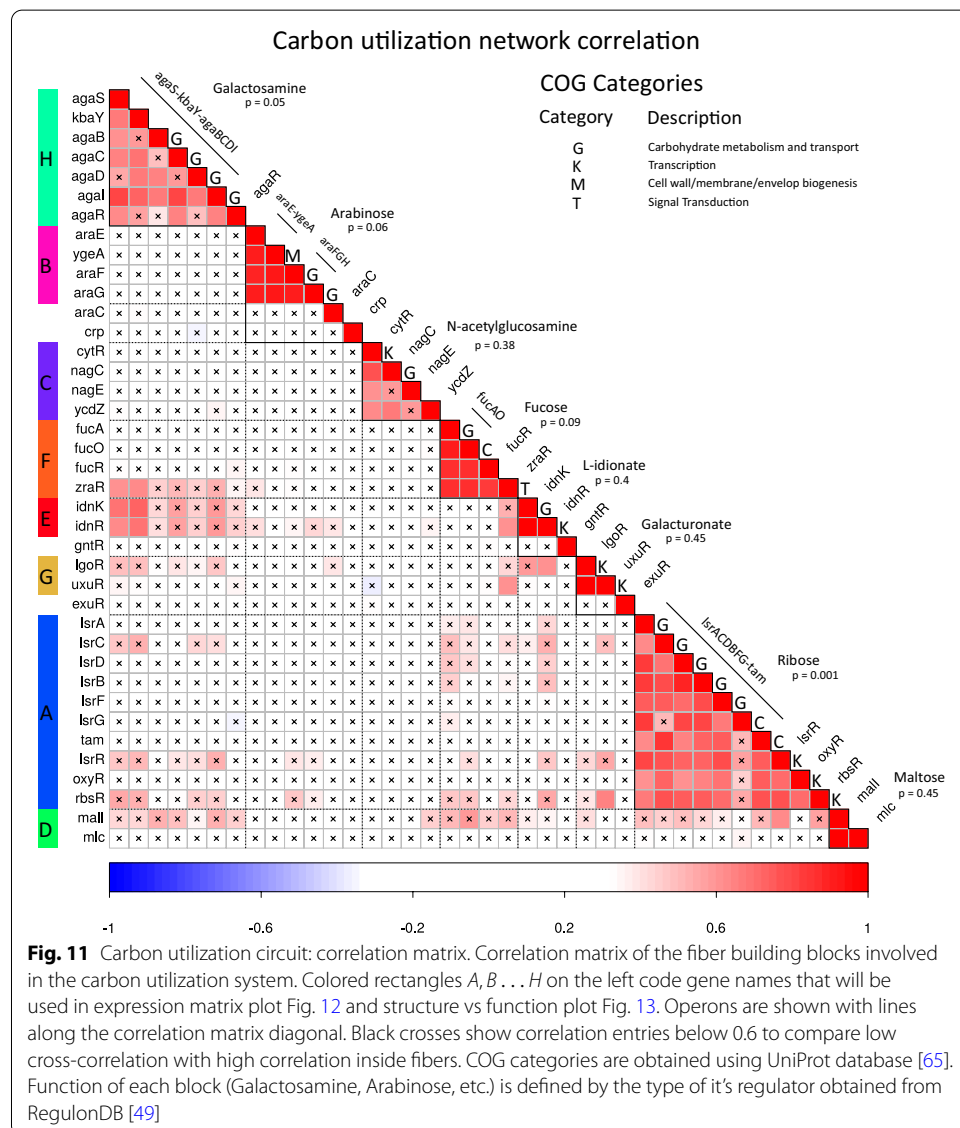 Carbon utilization network correlation
COG Categories
Category Description
G Carbohydrate metabolism and transport
K Transcription
M Cell wall/membrane/envelop biogenesis
T Signal Transduction
agaS-kbaY-agaBCDI
Galactosamine
p = 0.05
agaR
araE-ygeA
Arabinose
p = 0.06
araFGH
araC
crp
cytR
N-acetylglucosamine
p = 0.38
nagC
nagE
ycdZ
fucAO
Fucose
p = 0.09
fucR
zraR
L-idionate
p = 0.4
idnK
idnR
gntR
Galacturonate
p = 0.45
lgoR
uxuR
exuR
lsrACDBFG-tam
Ribose
p = 0.001
lsrR
oxyR
rbsR
Maltose
p = 0.45
malI
mlc
H
B
C
F
E
G
A
D
agaS
kbaY
agaB G
agaC G
agaD G
agaI G
agaR
araE
ygeA M
araF G
araG G
araC
crp
cytR K
nagC G
nagE
ycdZ
fucA G
fucO C
fucR
zraR T
idnK G
idnR K
gntR
lgoR K
uxuR K
exuR
lsrA G
lsrC G
lsrD G
lsrB G
lsrF G
lsrG C
tam C
lsrR K
oxyR K
rbsR K
malI
mlc
-1 -0.6 -0.2 0.2 0.6 1
Fig. 11 Carbon utilization circuit: correlation matrix. Correlation matrix of the fiber building blocks involved
in the carbon utilization system. Colored rectangles A, B . . . H on the left code gene names that will be
used in expression matrix plot Fig. 12 and structure vs function plot Fig. 13. Operons are shown with lines
along the correlation matrix diagonal. Black crosses show correlation entries below 0.6 to compare low
cross-correlation with high correlation inside fibers. COG categories are obtained using UniProt database [65].
Function of each block (Galactosamine, Arabinose, etc.) is defined by the type of it's regulator obtained from
RegulonDB [49]